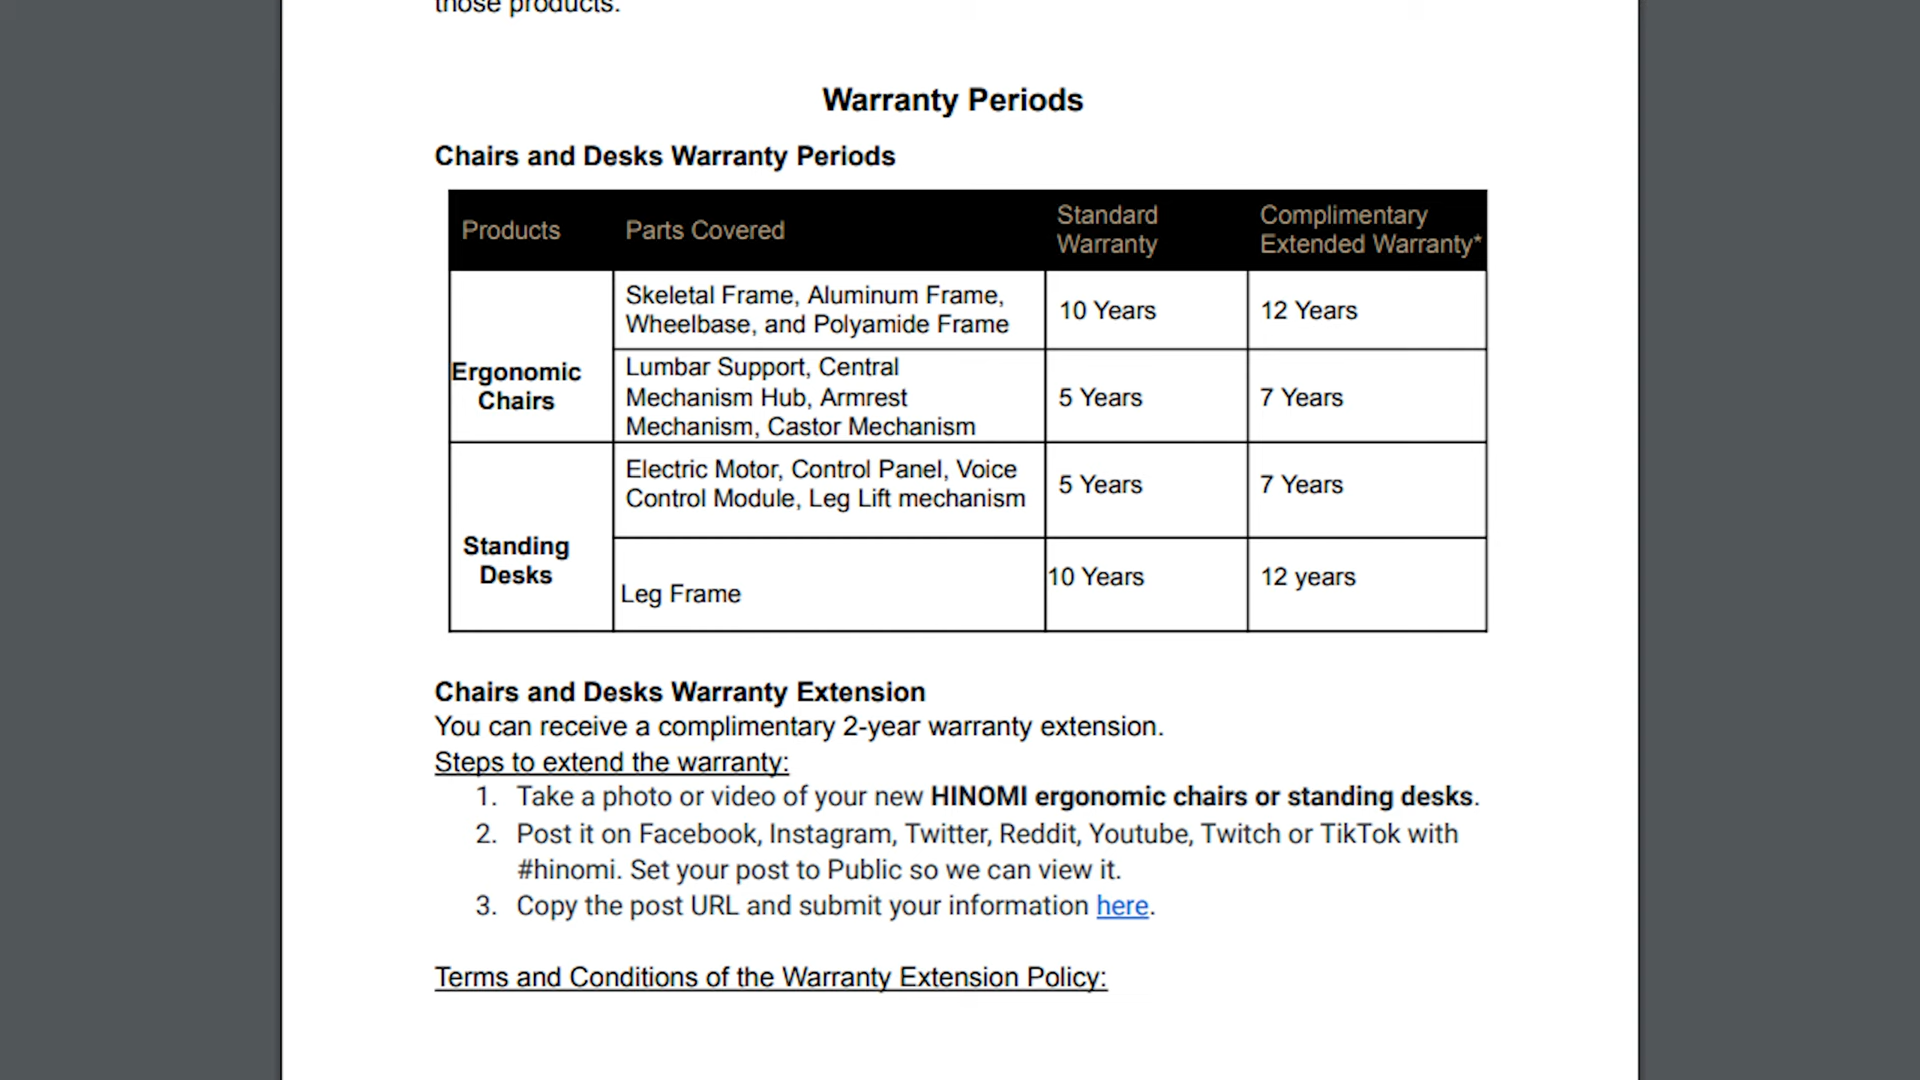 those products.
Warranty Periods
Chairs and Desks Warranty Periods
Products
Parts Covered
Standard
Warranty
Complimentary
Extended Warranty*
Ergonomic
Chairs
Skeletal Frame, Aluminum Frame,
Wheelbase, and Polyamide Frame
10 Years
12 Years
Lumbar Support, Central
Mechanism Hub, Armrest
Mechanism, Castor Mechanism
5 Years
7 Years
Standing
Desks
Electric Motor, Control Panel, Voice
Control Module, Leg Lift mechanism
5 Years
7 Years
Leg Frame
10 Years
12 years
Chairs and Desks Warranty Extension
You can receive a complimentary 2-year warranty extension.
Steps to extend the warranty:
1. Take a photo or video of your new HINOMI ergonomic chairs or standing desks.
2. Post it on Facebook, Instagram, Twitter, Reddit, Youtube, Twitch or TikTok with
#hinomi. Set your post to Public so we can view it.
3. Copy the post URL and submit your information here.
Terms and Conditions of the Warranty Extension Policy: